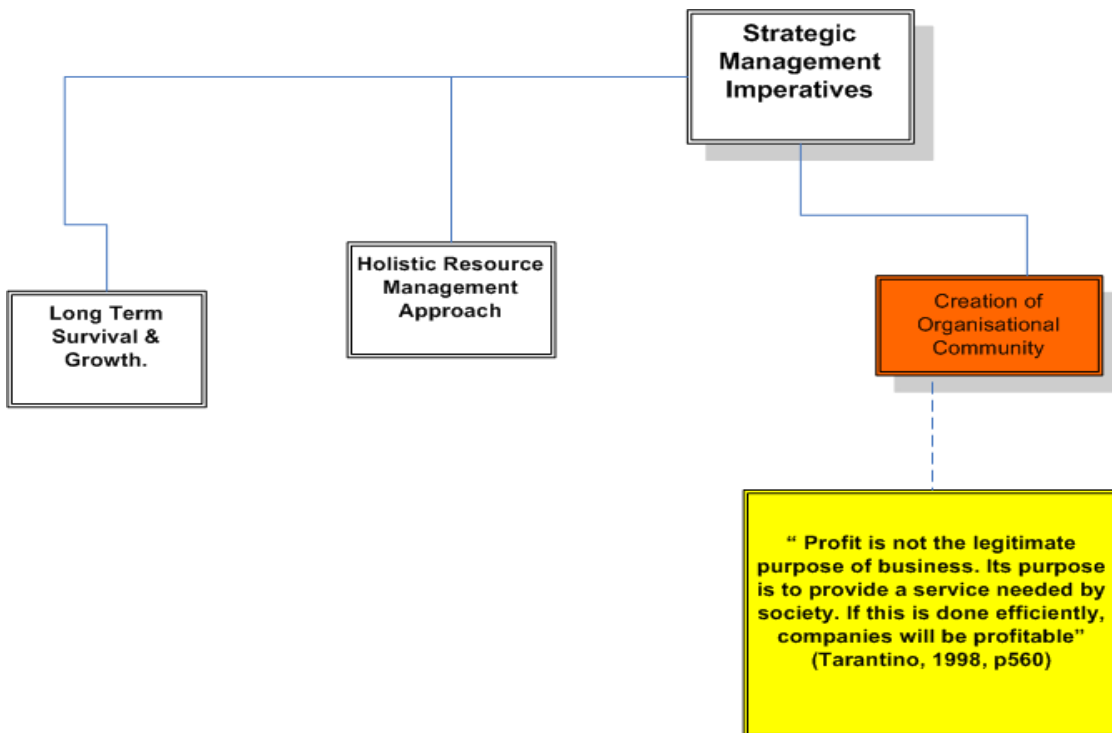 Strategic
Management
Imperatives
Holistic Resource
Management
Approach
Long Term
Survival &
Growth.
Creation of
Organisational
Community
“ Profit is not the legitimate
purpose of business. Its purpose
is to provide a service needed by
society. If this is done efficiently,
companies will be profitable”
(Tarantino, 1998, p560)